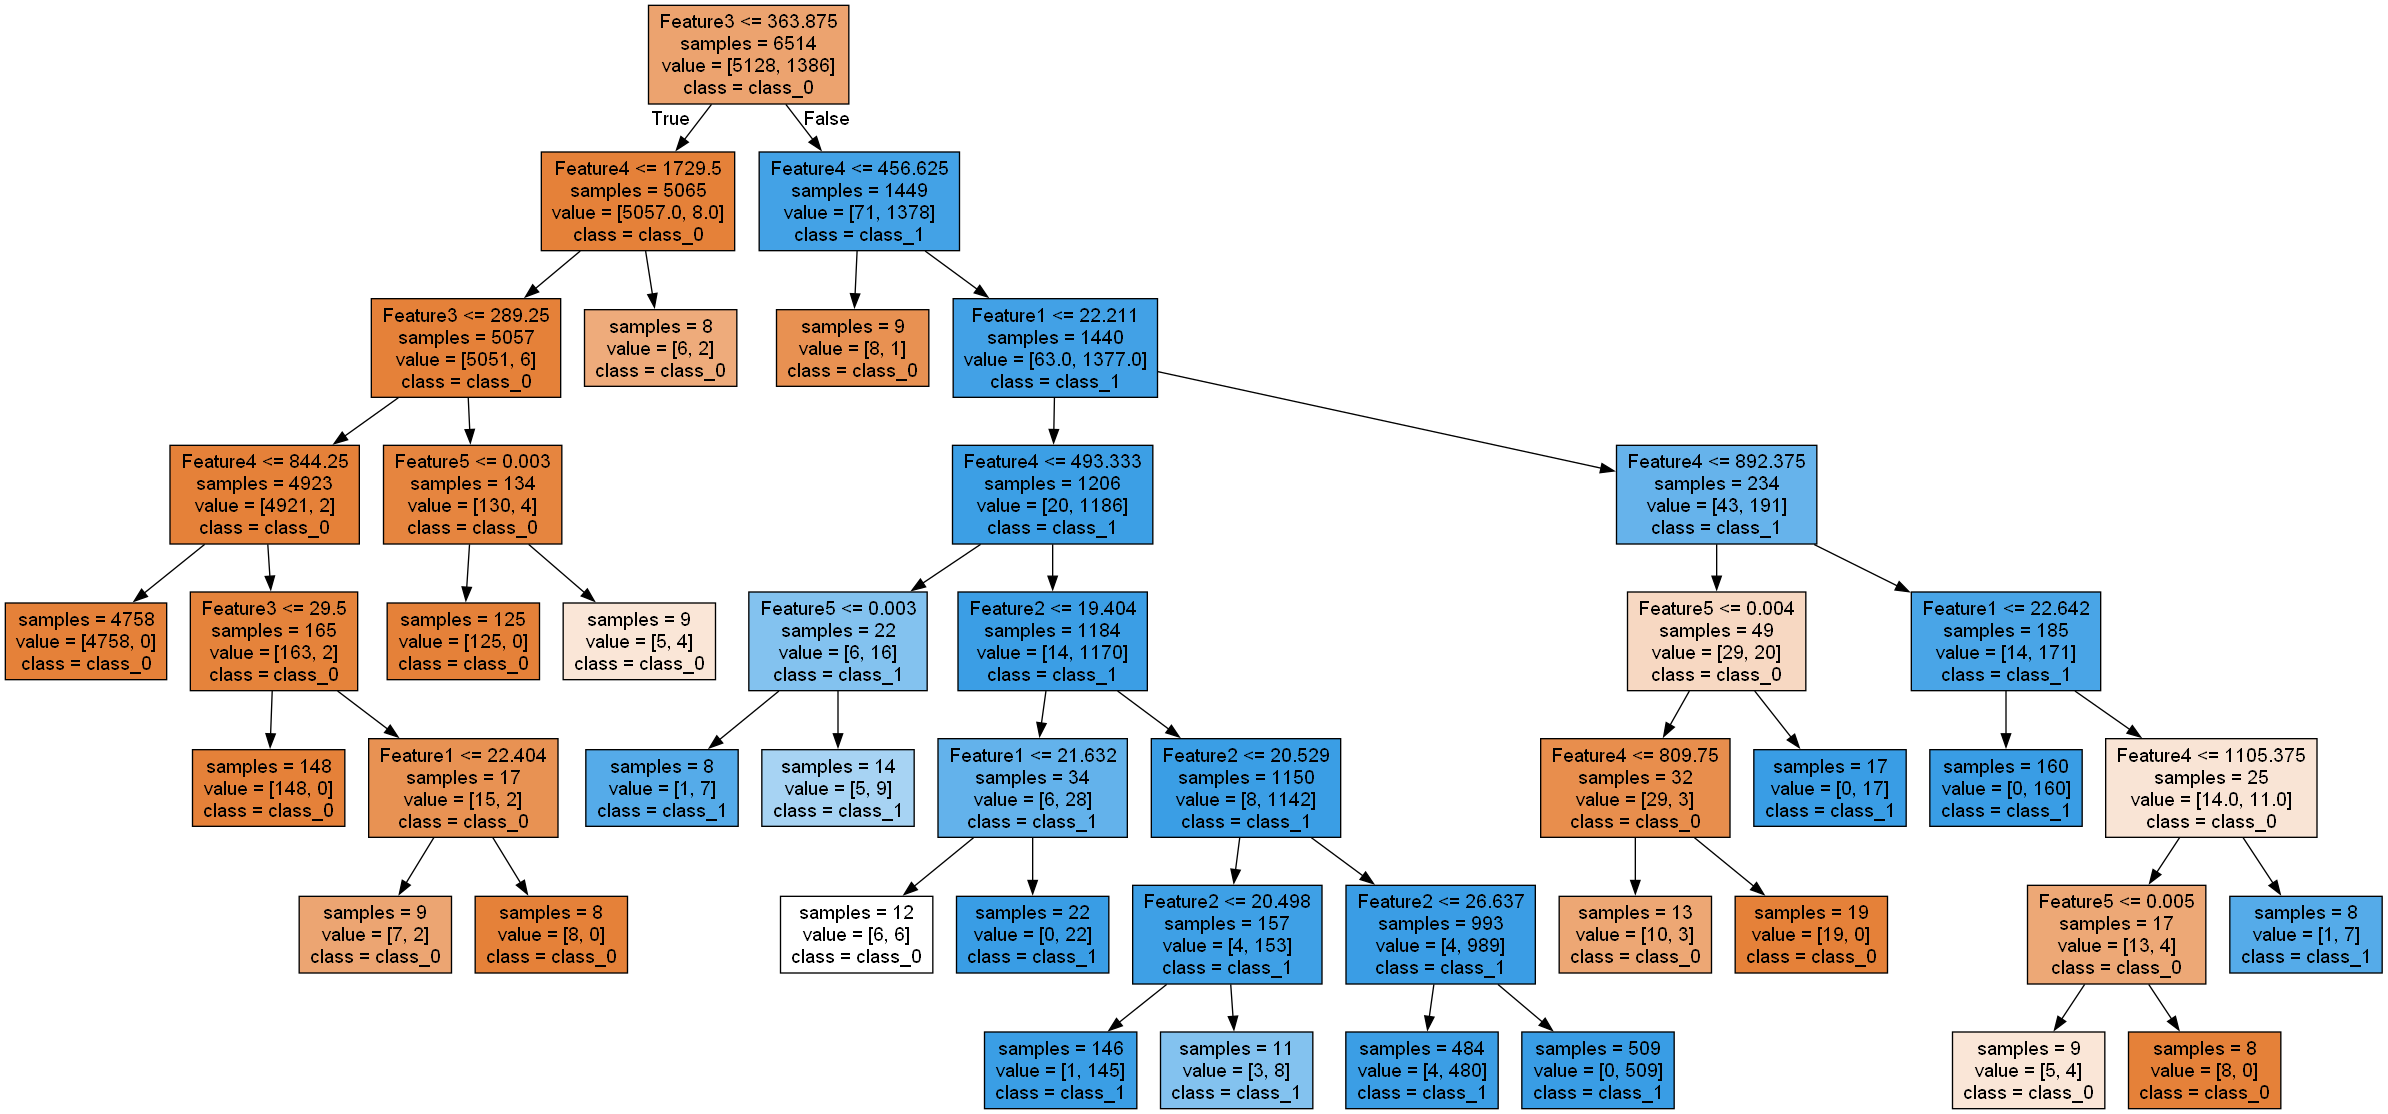 Feature3 <= 363.875
samples = 6514
value = [5128, 1386]
class = class_0
True
False
Feature4 <= 1729.5
samples = 5065
value = [5057.0, 8.0]
class = class_0
Feature4 <= 456.625
samples = 1449
value = [71, 1378]
class = class_1
Feature3 <= 289.25
samples = 5057
value = [5051, 6]
class = class_0
samples = 8
value = [6, 2]
class = class_0
samples = 9
value = [8, 1]
class = class_0
Feature1 <= 22.211
samples = 1440
value = [63.0, 1377.0]
class = class_1
Feature4 <= 844.25
samples = 4923
value = [4921, 2]
class = class_0
Feature5 <= 0.003
samples = 134
value = [130, 4]
class = class_0
Feature4 <= 493.333
samples = 1206
value = [20, 1186]
class = class_1
Feature4 <= 892.375
samples = 234
value = [43, 191]
class = class_1
samples = 4758
value = [4758, 0]
class = class_0
Feature3 <= 29.5
samples = 165
value = [163, 2]
class = class_0
samples = 125
value = [125, 0]
class = class_0
samples = 9
value = [5, 4]
class = class_0
Feature5 <= 0.003
samples = 22
value = [6, 16]
class = class_1
Feature2 <= 19.404
samples = 1184
value = [14, 1170]
class = class_1
Feature5 <= 0.004
samples = 49
value = [29, 20]
class = class_0
Feature1 <= 22.642
samples = 185
value = [14, 171]
class = class_1
samples = 148
value = [148, 0]
class = class_0
Feature1 <= 22.404
samples = 17
value = [15, 2]
class = class_0
samples = 8
value = [1, 7]
class = class_1
samples = 14
value = [5, 9]
class = class_1
Feature1 <= 21.632
samples = 34
value = [6, 28]
class = class_1
Feature2 <= 20.529
samples = 1150
value = [8, 1142]
class = class_1
Feature4 <= 809.75
samples = 32
value = [29, 3]
class = class_0
samples = 17
value = [0, 17]
class = class_1
samples = 160
value = [0, 160]
class = class_1
Feature4 <= 1105.375
samples = 25
value = [14.0, 11.0]
class = class_0
samples = 9
value = [7, 2]
class = class_0
samples = 8
value = [8, 0]
class = class_0
samples = 12
value = [6, 6]
class = class_0
samples = 22
value = [0, 22]
class = class_1
Feature2 <= 20.498
samples = 157
value = [4, 153]
class = class_1
Feature2 <= 26.637
samples = 993
value = [4, 989]
class = class_1
samples = 13
value = [10, 3]
class = class_0
samples = 19
value = [19, 0]
class = class_0
Feature5 <= 0.005
samples = 17
value = [13, 4]
class = class_0
samples = 8
value = [1, 7]
class = class_1
samples = 146
value = [1, 145]
class = class_1
samples = 11
value = [3, 8]
class = class_1
samples = 484
value = [4, 480]
class = class_1
samples = 509
value = [0, 509]
class = class_1
samples = 9
value = [5, 4]
class = class_0
samples = 8
value = [8, 0]
class = class_0